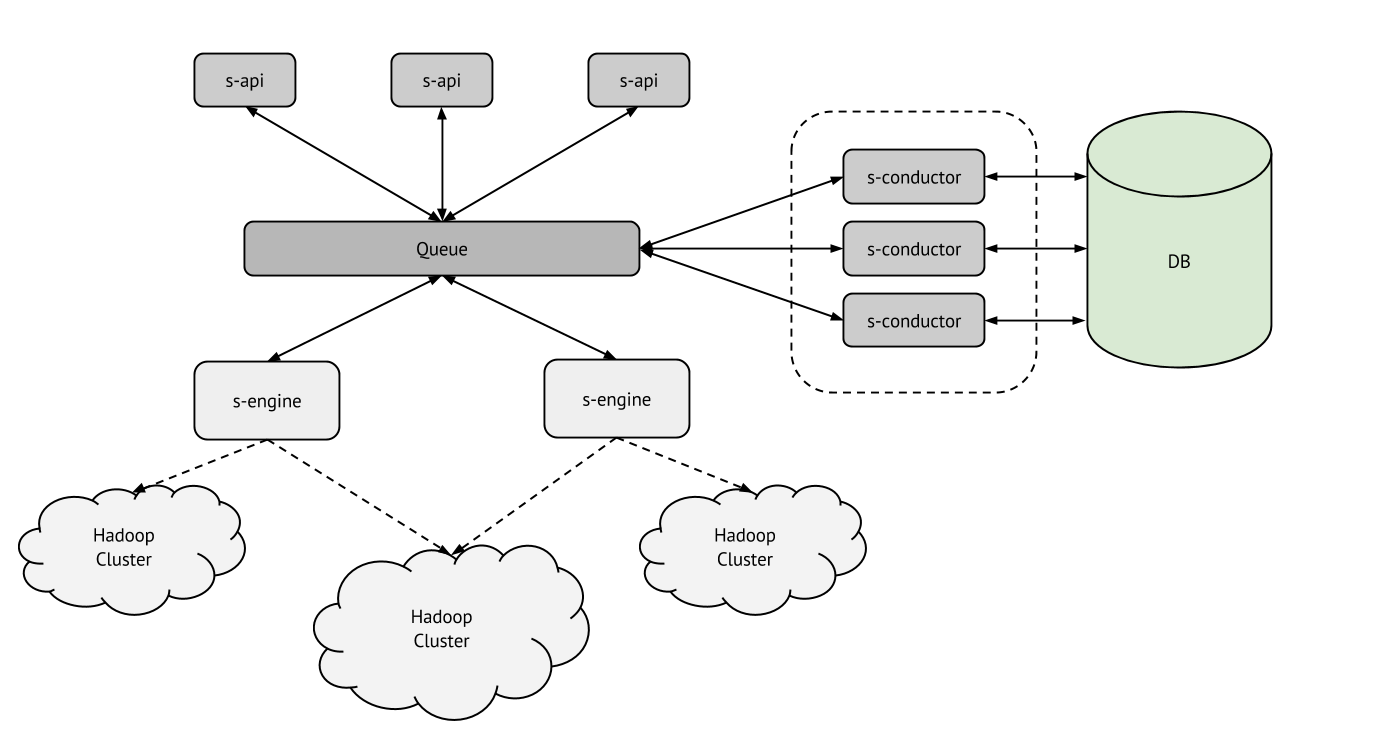 s-api
s-api
s-api
s-conductor
Queue
s-conductor
DB
s-conductor
s-engine
s-engine
Hadoop
Cluster
Hadoop
Cluster
Hadoop
Cluster